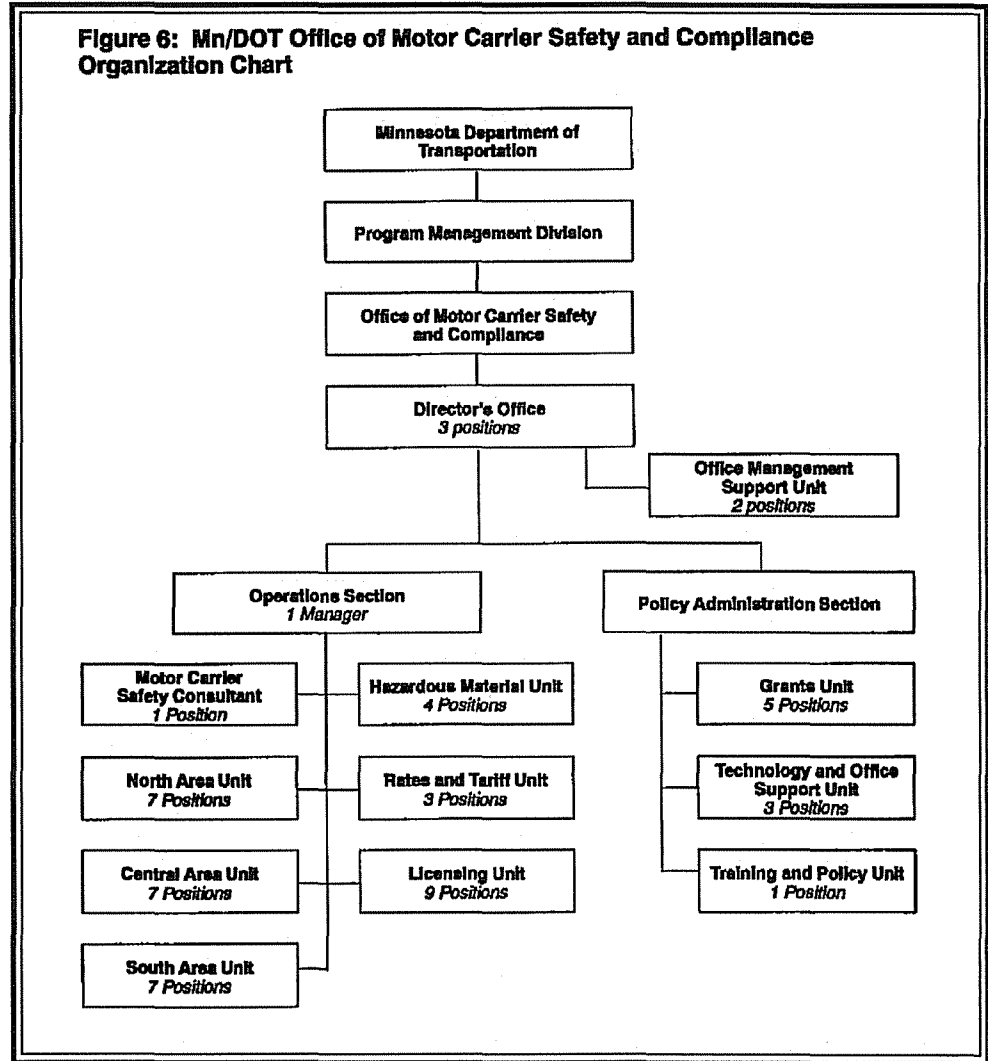 Figure 6: Mn/DOT Office of Motor Carrier Safety and Compliance
Organization Chart
Minnesota Department of
Transportation
Program Management Division
Office of Motor Carrier Safety
and Compliance
Director's Office
3 positions
Office Management
Support Unit
2 positions
Operations Section
1 Manager
Policy Administration Section
Motor Carrier
Safety Consultant
1 Position
Hazardous Material Unit
4 Positions
Grants Unit
5 Positions
North Area Unit
7 Positions
Rates and Tariff Unit
3 Positions
Technology and Office
Support Unit
3 Positions
Central Area Unit
7 Positions
Licensing Unit
9 Positions
Training and Policy Unit
1 Position
South Area Unit
7 Positions